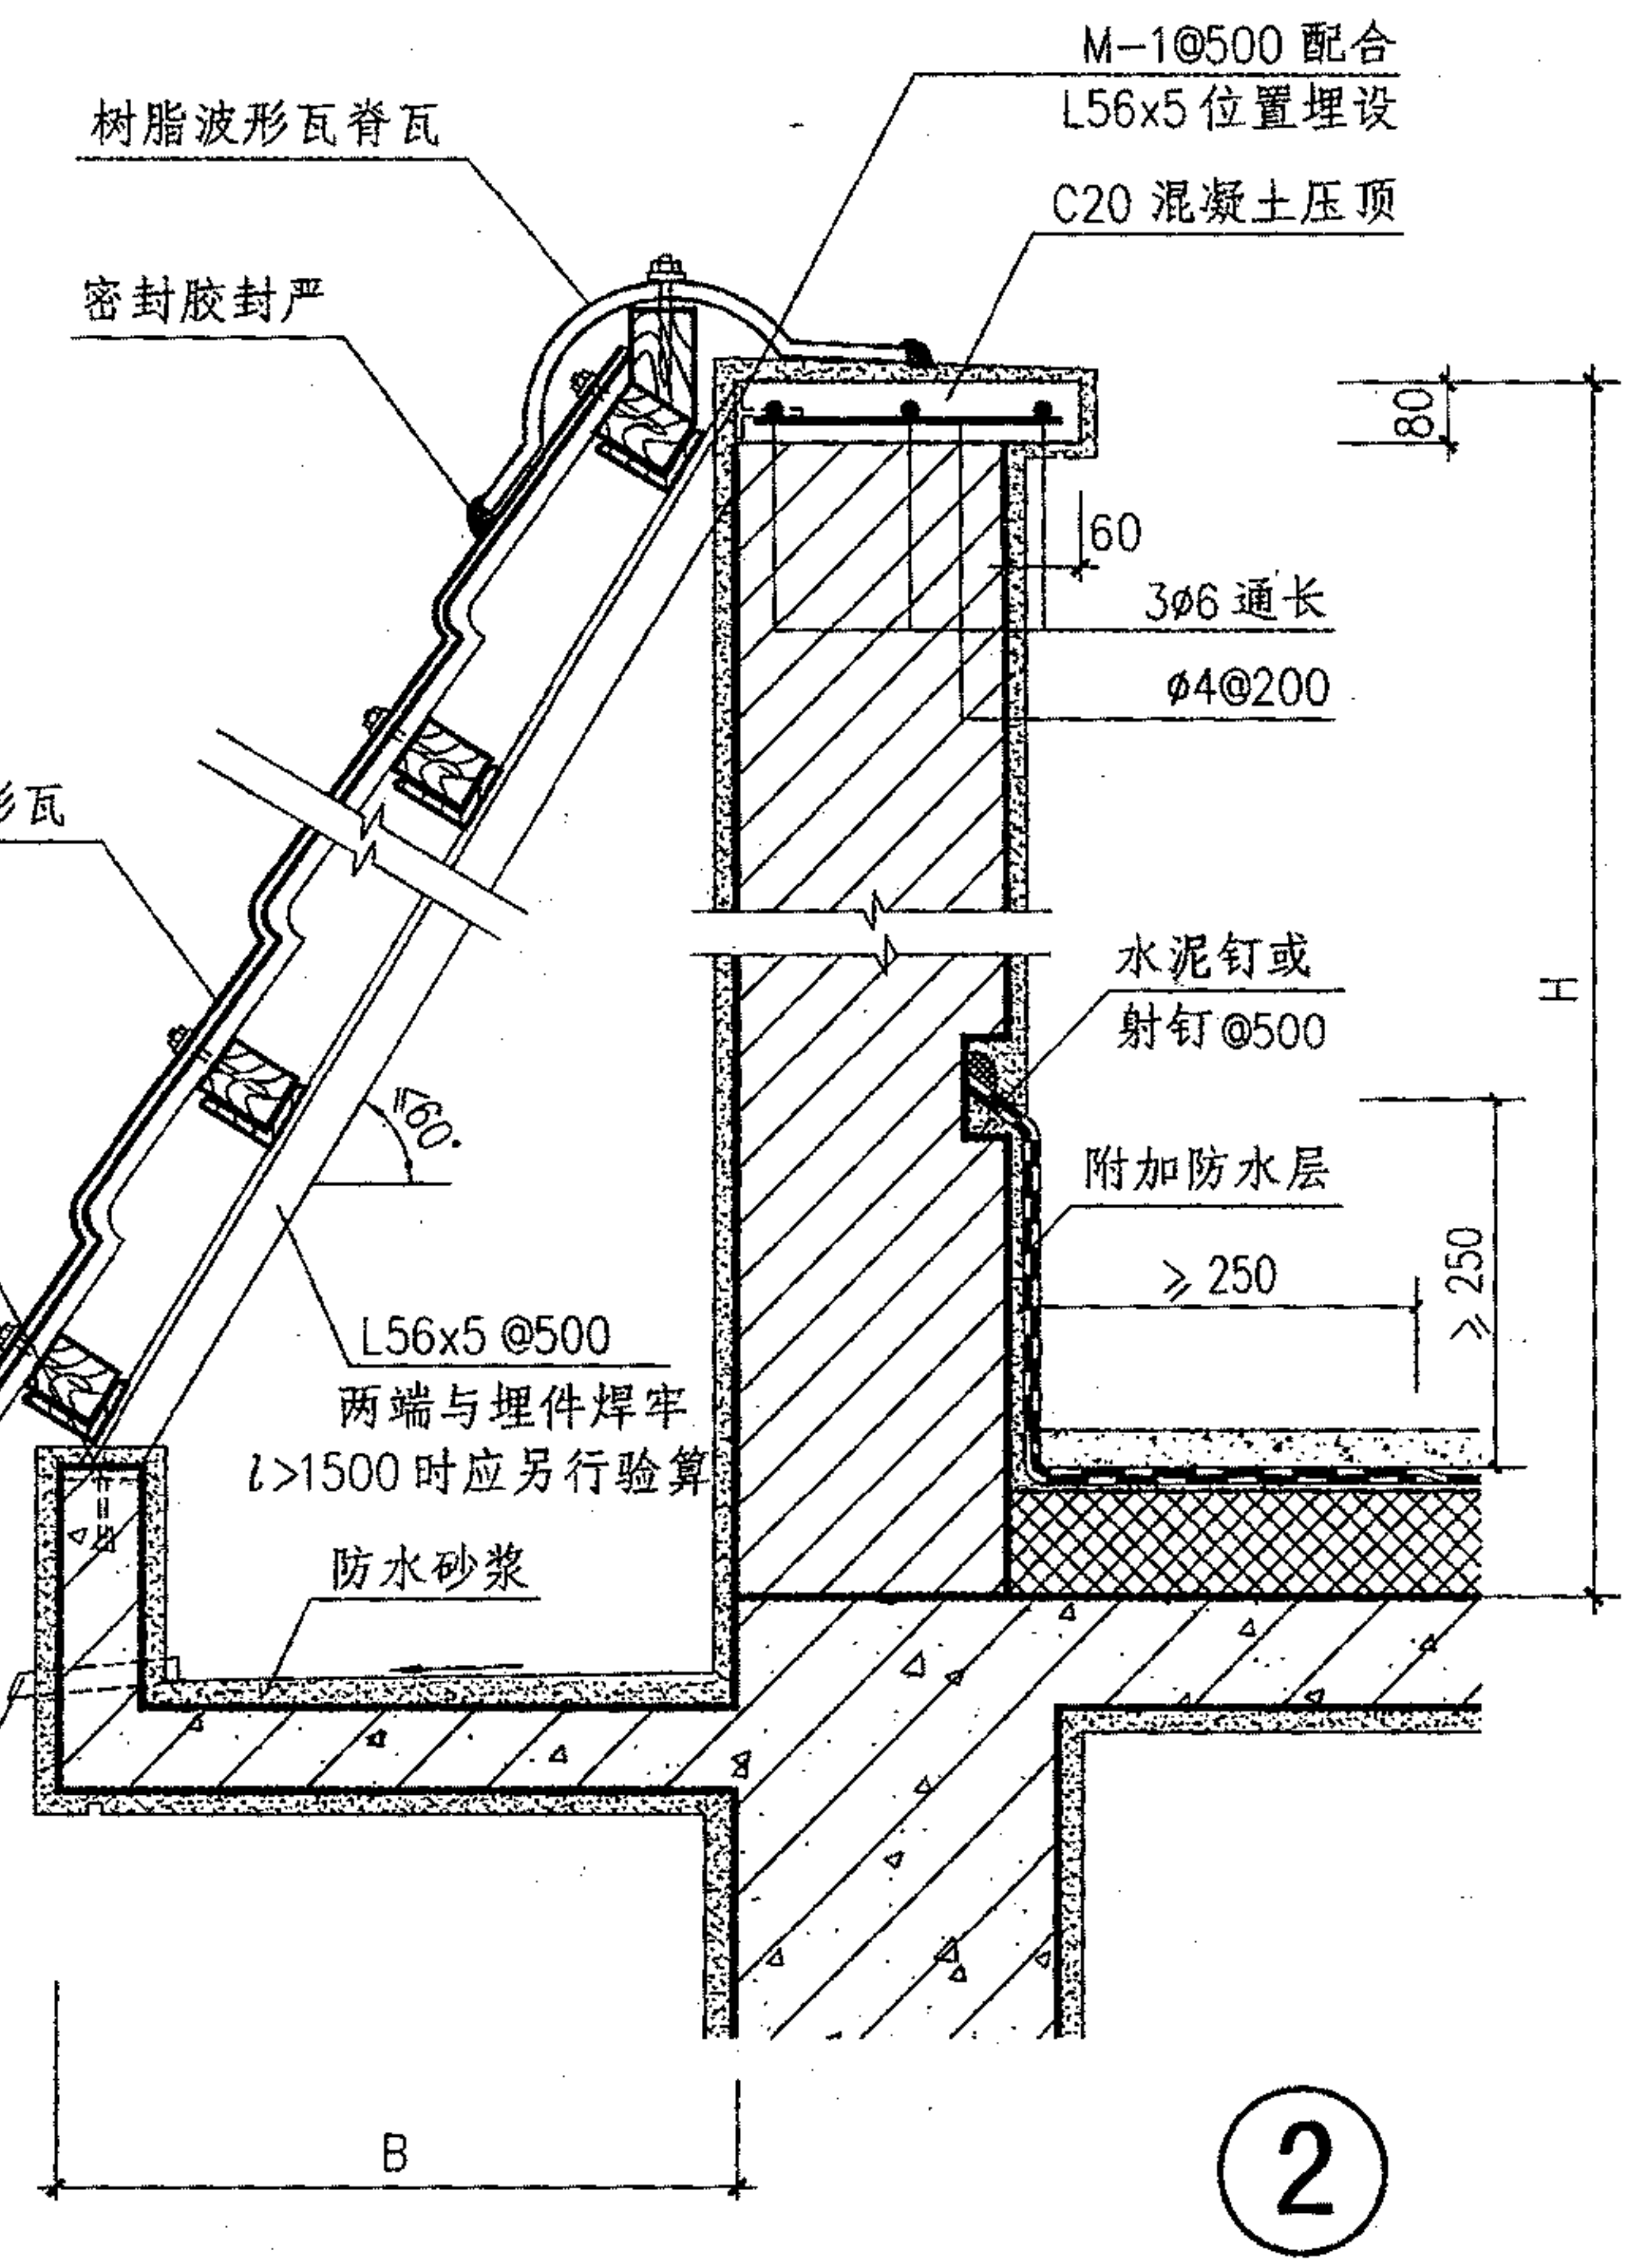 M-1@500 配合
L56x5 位置埋设
树脂波形瓦脊瓦
C20 混凝土压顶
密封胶封严
80
60
3ø6 通长
ø4@200
形瓦
水泥钉或
射钉@500
H
≤60°
附加防水层
≥ 250
≥ 250
L56x5 @500
两端与埋件焊牢
l>1500 时应另行验算
防水砂浆
B
2